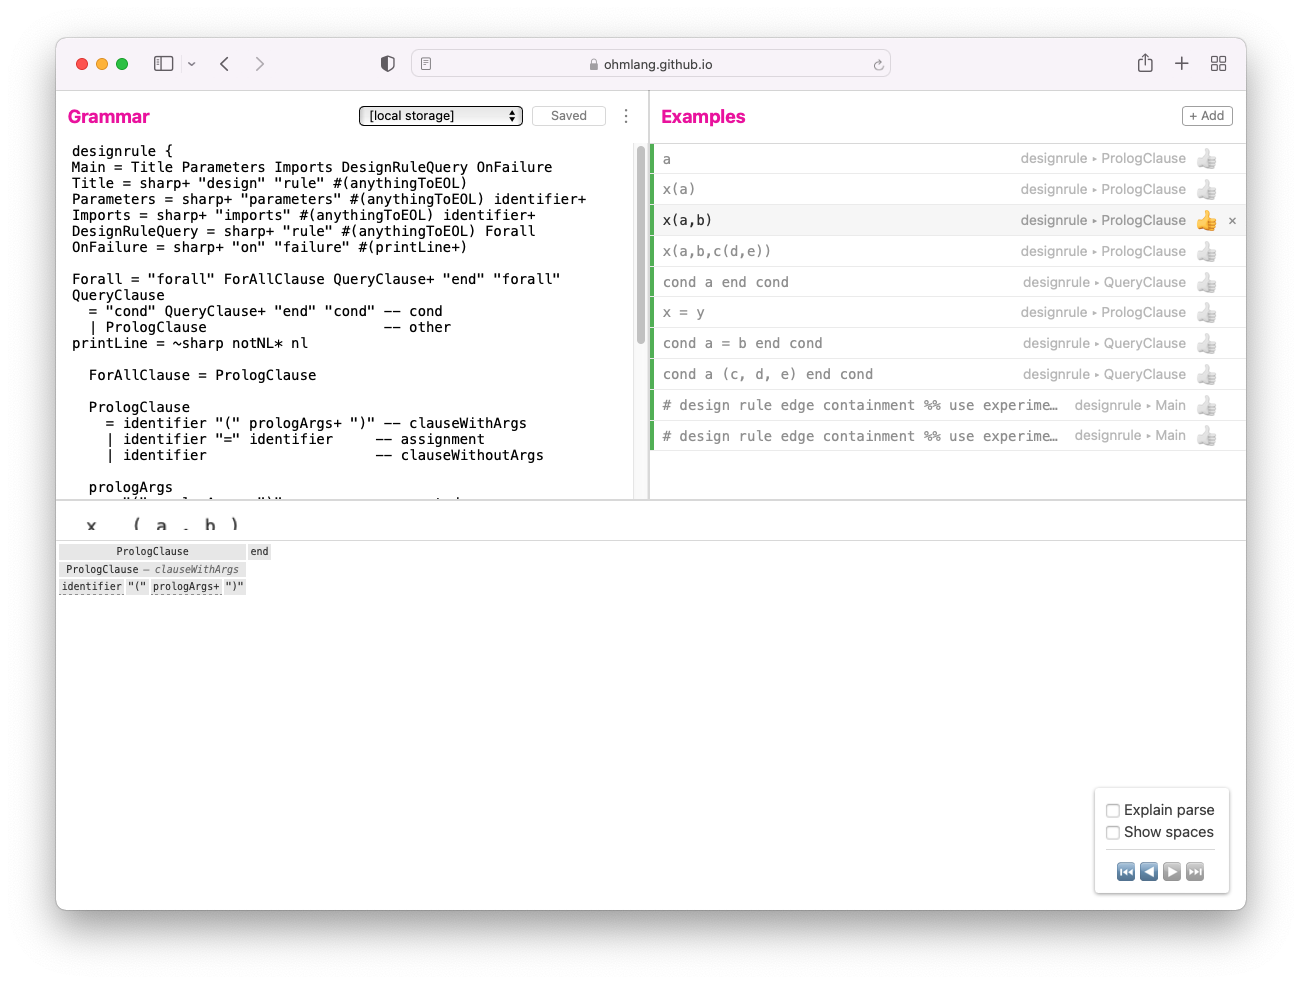 ohmlang.github.io
Grammar
[local storage]
Saved
designrule {
Main = Title Parameters Imports DesignRuleQuery OnFailure
Title = sharp+ "design" "rule" #(anythingToEOL)
Parameters = sharp+ "parameters" #(anythingToEOL) identifier+
Imports = sharp+ "imports" #(anythingToEOL) identifier+
DesignRuleQuery = sharp+ "rule" #(anythingToEOL) Forall
OnFailure = sharp+ "on" "failure" #(printLine+)
Forall = "forall" ForAllClause QueryClause+ "end" "forall"
QueryClause
= "cond" QueryClause+ "end" "cond" -- cond
| PrologClause -- other
printLine = ~sharp notNL* nl
ForAllClause = PrologClause
PrologClause
= identifier "(" prologArgs+ ")" -- clauseWithArgs
| identifier "=" identifier -- assignment
| identifier -- clauseWithoutArgs
prologArgs
Examples
+ Add
a designrule ▸ PrologClause 👍
x(a) designrule ▸ PrologClause 👍
x(a,b) designrule ▸ PrologClause 👍 ×
x(a,b,c(d,e)) designrule ▸ PrologClause 👍
cond a end cond designrule ▸ QueryClause 👍
x = y designrule ▸ PrologClause 👍
cond a = b end cond designrule ▸ QueryClause 👍
cond a (c, d, e) end cond designrule ▸ QueryClause 👍
# design rule edge containment %% use experime… designrule ▸ Main 👍
# design rule edge containment %% use experime… designrule ▸ Main 👍
x ( a , b )
PrologClause end
PrologClause – clauseWithArgs
identifier "(" prologArgs+ ")"
Explain parse
Show spaces